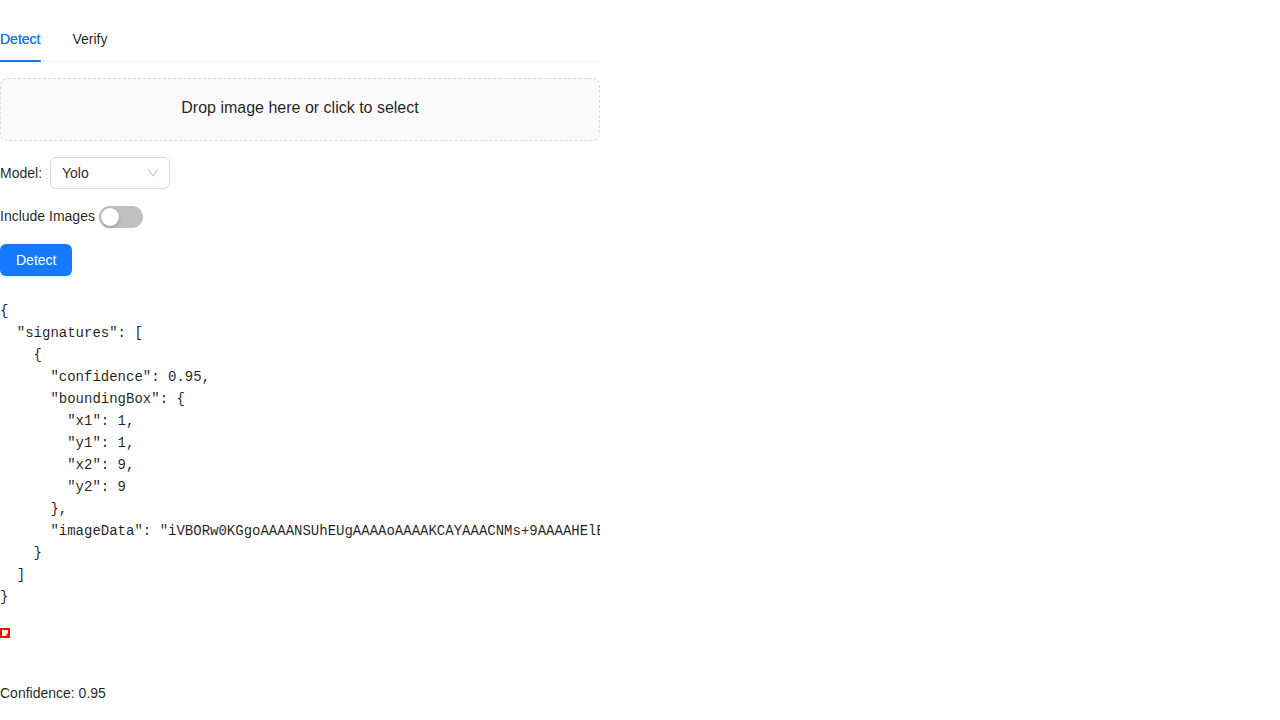 Detect Verify
Drop image here or click to select
Model: Yolo
Include Images
Detect
{
  "signatures": [
    {
      "confidence": 0.95,
      "boundingBox": {
        "x1": 1,
        "y1": 1,
        "x2": 9,
        "y2": 9
      },
      "imageData": "iVBORw0KGgoAAAANSUhEUgAAAAoAAAAKCAYAAACNMs+9AAAAHElE
    }
  ]
}
Confidence: 0.95